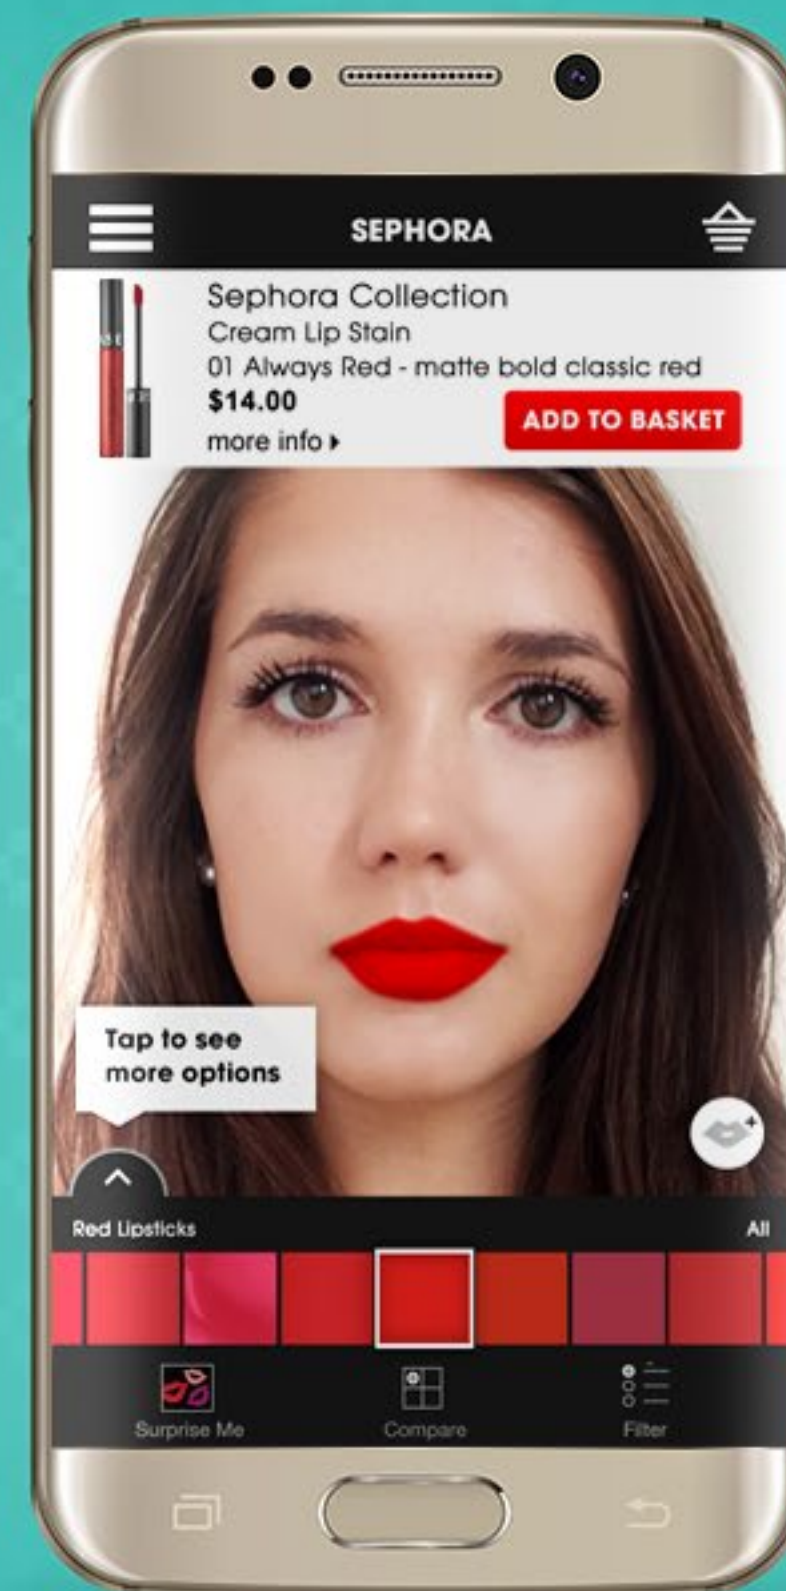 SEPHORA
Sephora Collection
Cream Lip Stain
01 Always Red - matte bold classic red
$14.00
ADD TO BASKET
more info
Tap to see
more options
Red Lipsticks
All
Surprise Me
Compare
Filter